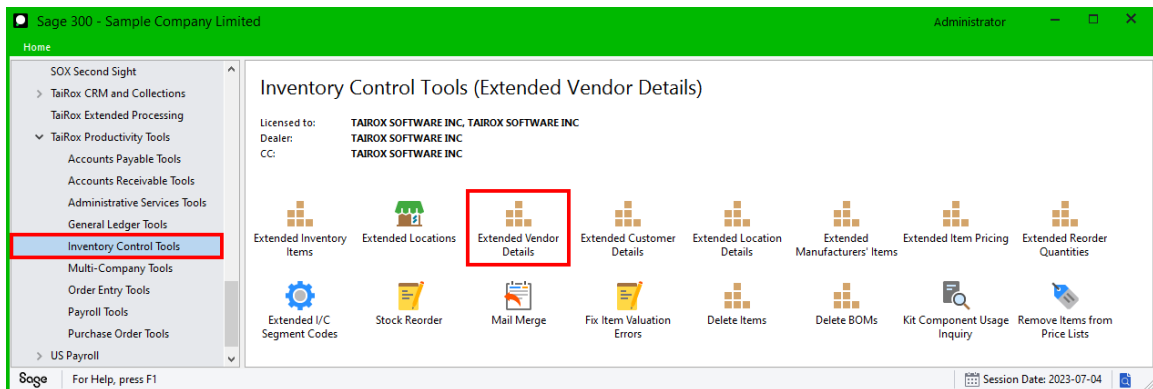 Sage 300 - Sample Company Limited
Administrator
Home
SOX Second Sight
TaiRox CRM and Collections
TaiRox Extended Processing
TaiRox Productivity Tools
Accounts Payable Tools
Accounts Receivable Tools
Administrative Services Tools
General Ledger Tools
Inventory Control Tools
Multi-Company Tools
Order Entry Tools
Payroll Tools
Purchase Order Tools
US Payroll
Inventory Control Tools (Extended Vendor Details)
Licensed to: TAIROX SOFTWARE INC, TAIROX SOFTWARE INC
Dealer: TAIROX SOFTWARE INC
CC: TAIROX SOFTWARE INC
Extended Inventory
Items
Extended Locations
Extended Vendor
Details
Extended Customer
Details
Extended Location
Details
Extended
Manufacturers' Items
Extended Item Pricing
Extended Reorder
Quantities
Extended I/C
Segment Codes
Stock Reorder
Mail Merge
Fix Item Valuation
Errors
Delete Items
Delete BOMs
Kit Component Usage
Inquiry
Remove Items from
Price Lists
Sage
For Help, press F1
Session Date: 2023-07-04